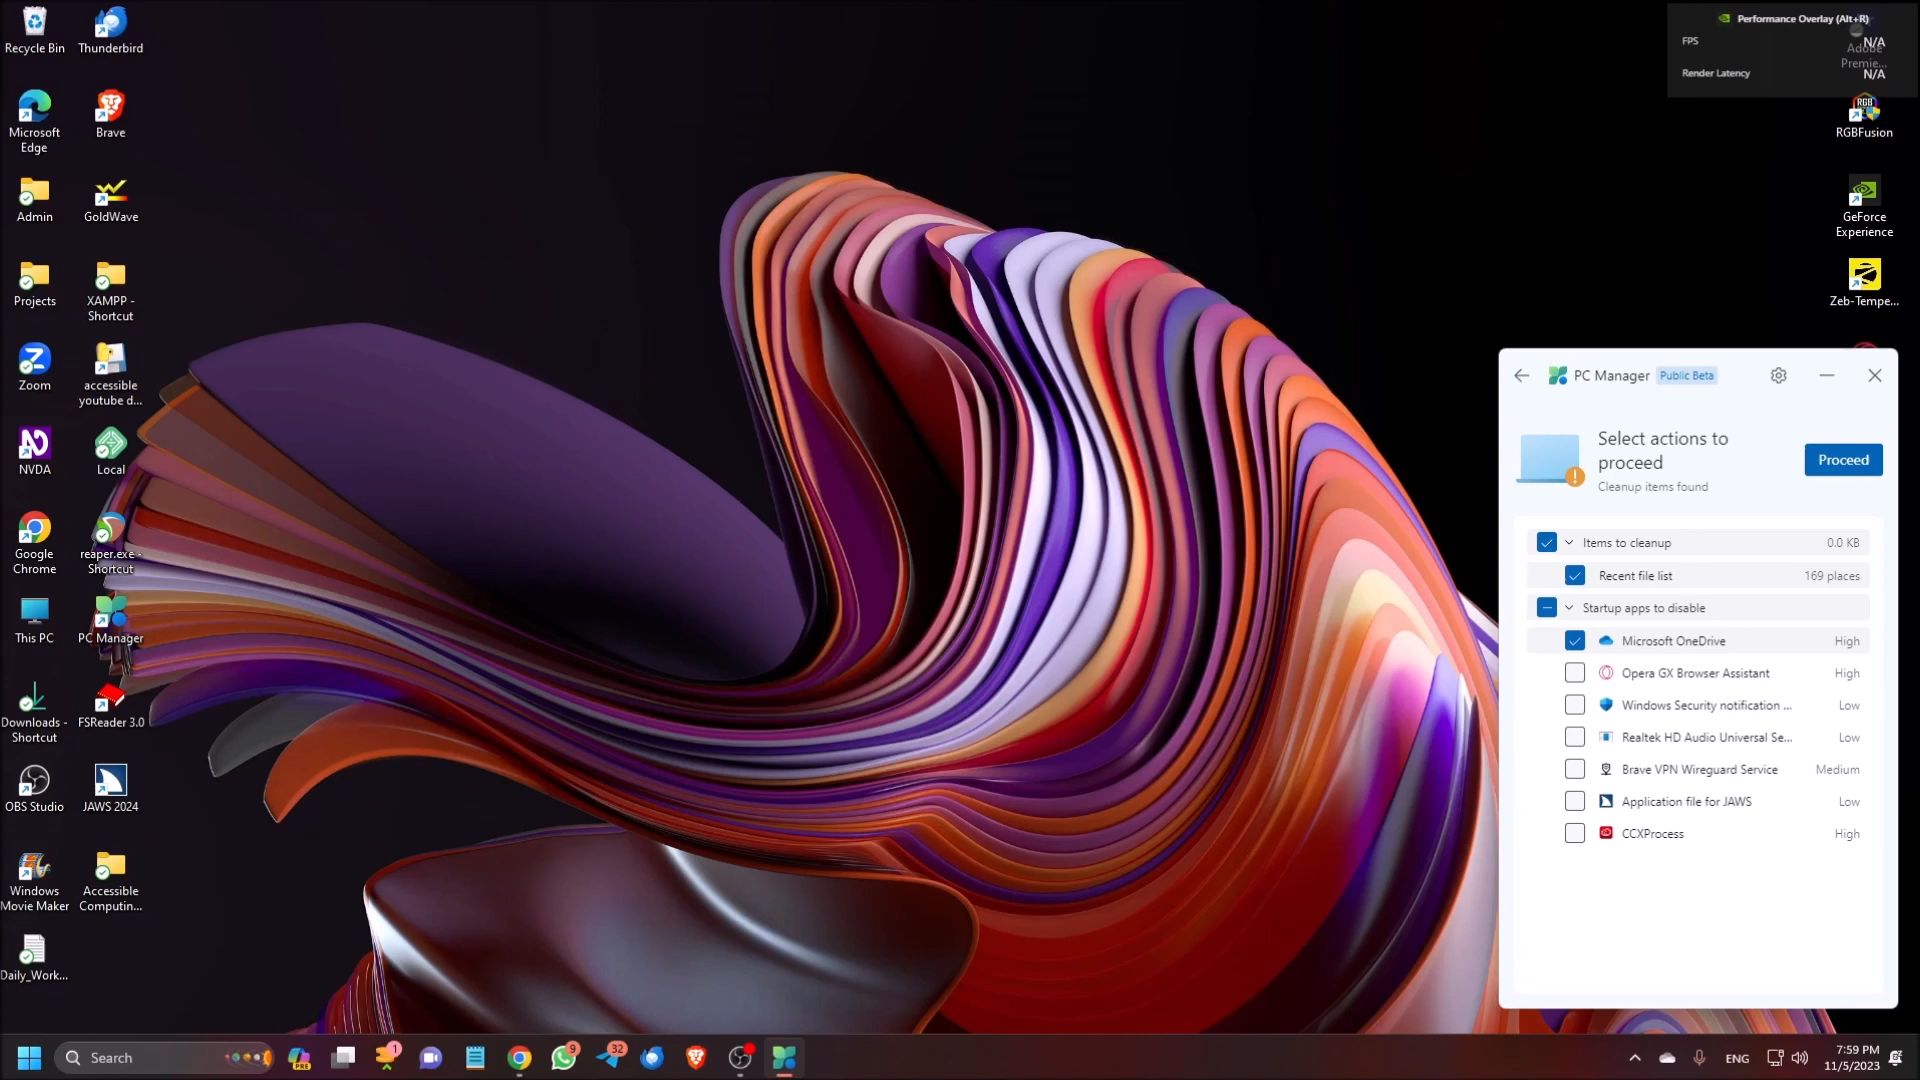 Recycle Bin
Thunderbird
Microsoft
Edge
Brave
Admin
GoldWave
Projects
XAMPP -
Shortcut
Zoom
accessible
youtube d...
NVDA
Local
Google
Chrome
reaper.exe -
Shortcut
This PC
PC Manager
Downloads -
Shortcut
FSReader 3.0
OBS Studio
JAWS 2024
Windows
Movie Maker
Accessible
Computin...
Daily_Work...
Performance Overlay (Alt+R)
FPS
N/A
Render Latency
N/A
Adobe
Premie...
RGB
RGBFusion
GeForce
Experience
Zeb-Tempe...
PC Manager
Public Beta
Select actions to
proceed
Cleanup items found
Proceed
Items to cleanup
0.0 KB
Recent file list
169 places
Startup apps to disable
Microsoft OneDrive
High
Opera GX Browser Assistant
High
Windows Security notification ...
Low
Realtek HD Audio Universal Se...
Low
Brave VPN Wireguard Service
Medium
Application file for JAWS
Low
CCXProcess
High
Search
PRE
1
9
32
ENG
7:59 PM
11/5/2023